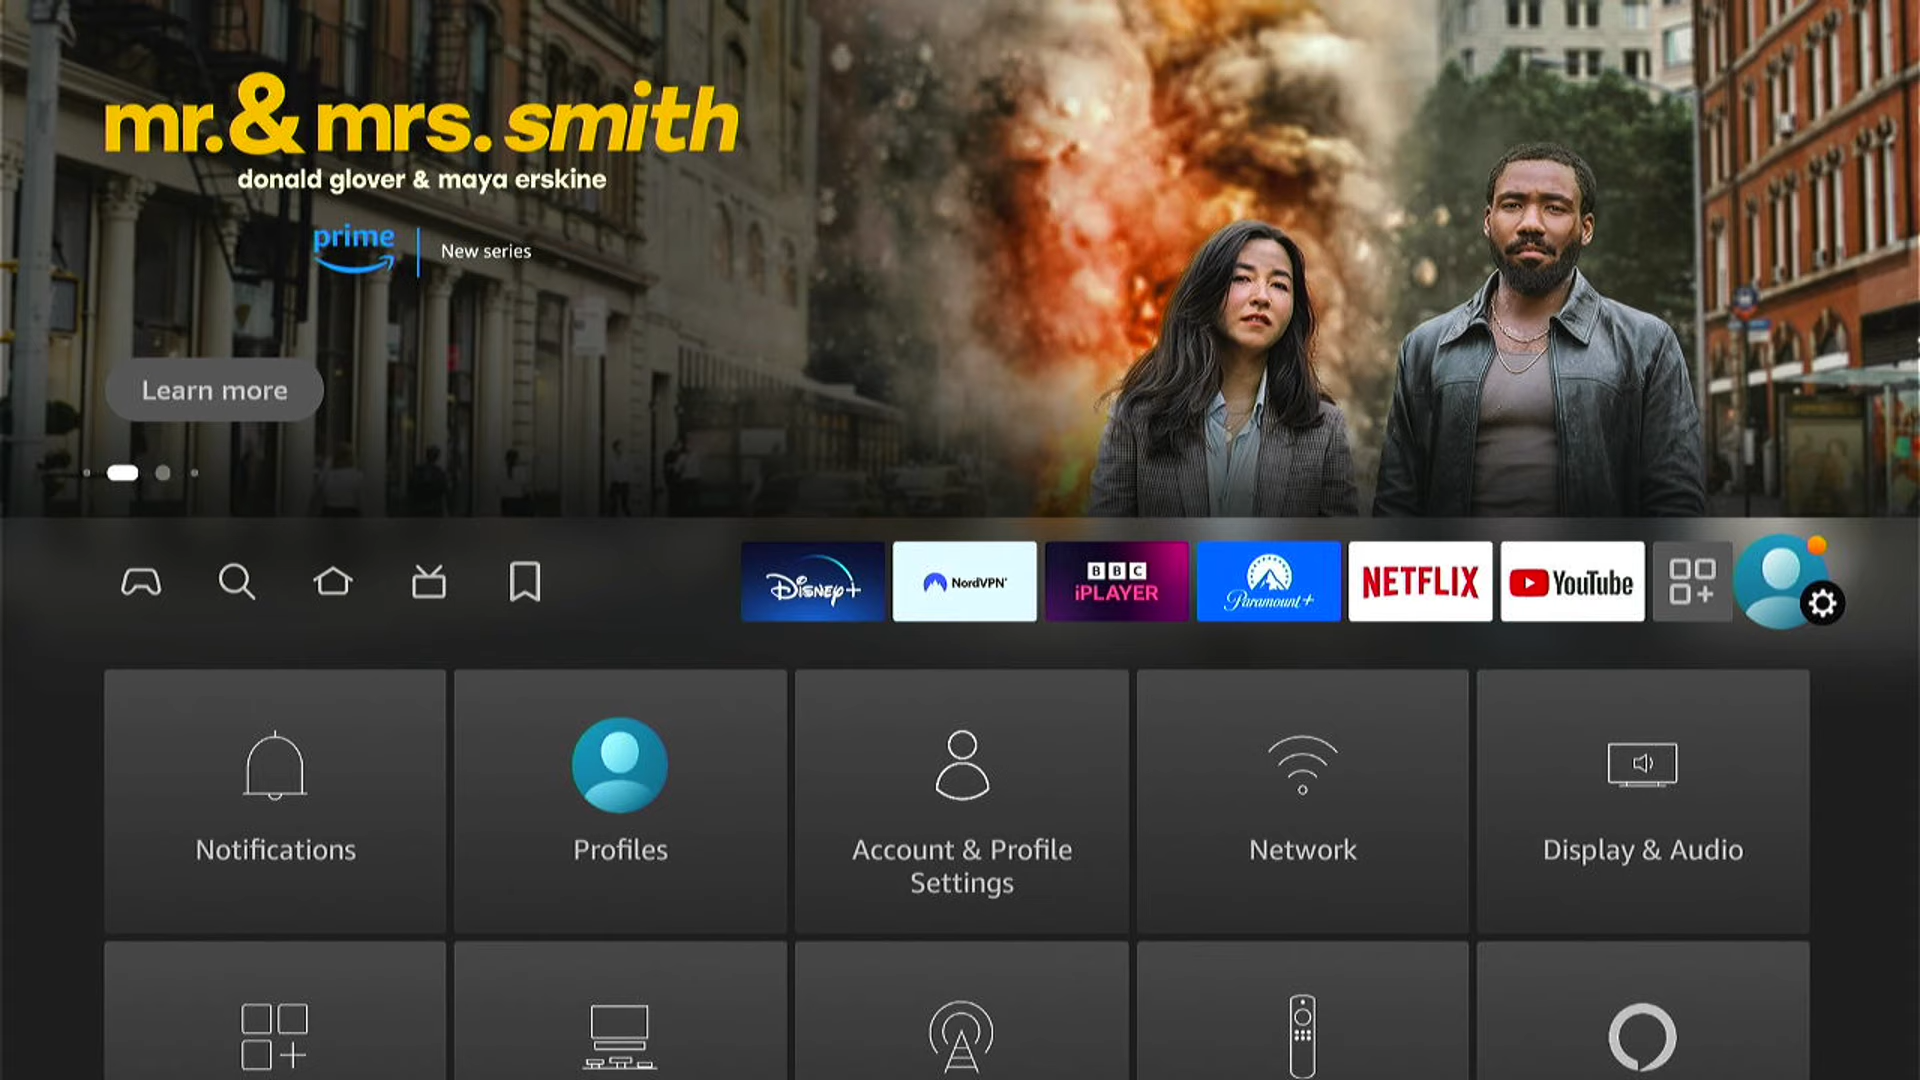 mr. & mrs. smith
donald glover & maya erskine
prime
New series
Learn more
Disney+
NordVPN
BBC
iPLAYER
Paramount+
NETFLIX
YouTube
Notifications
Profiles
Account & Profile
Settings
Network
Display & Audio